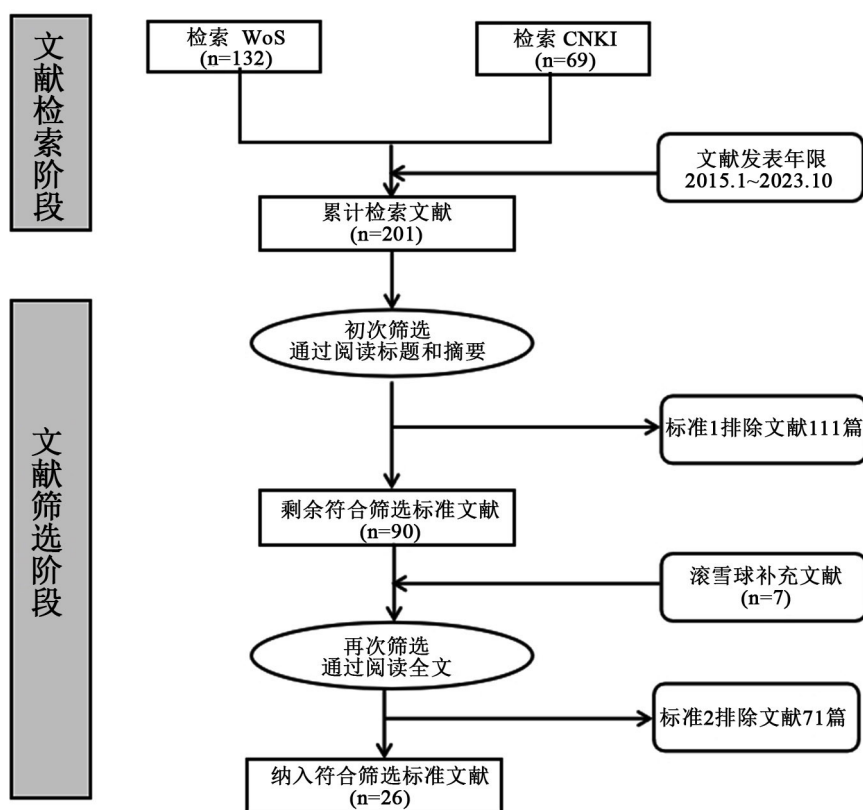 文献检索阶段
检索 WoS
(n=132)
检索 CNKI
(n=69)
文献发表年限
2015.1~2023.10
累计检索文献
(n=201)
文献筛选阶段
初次筛选
通过阅读标题和摘要
标准1排除文献111篇
剩余符合筛选标准文献
(n=90)
滚雪球补充文献
(n=7)
再次筛选
通过阅读全文
标准2排除文献71篇
纳入符合筛选标准文献
(n=26)